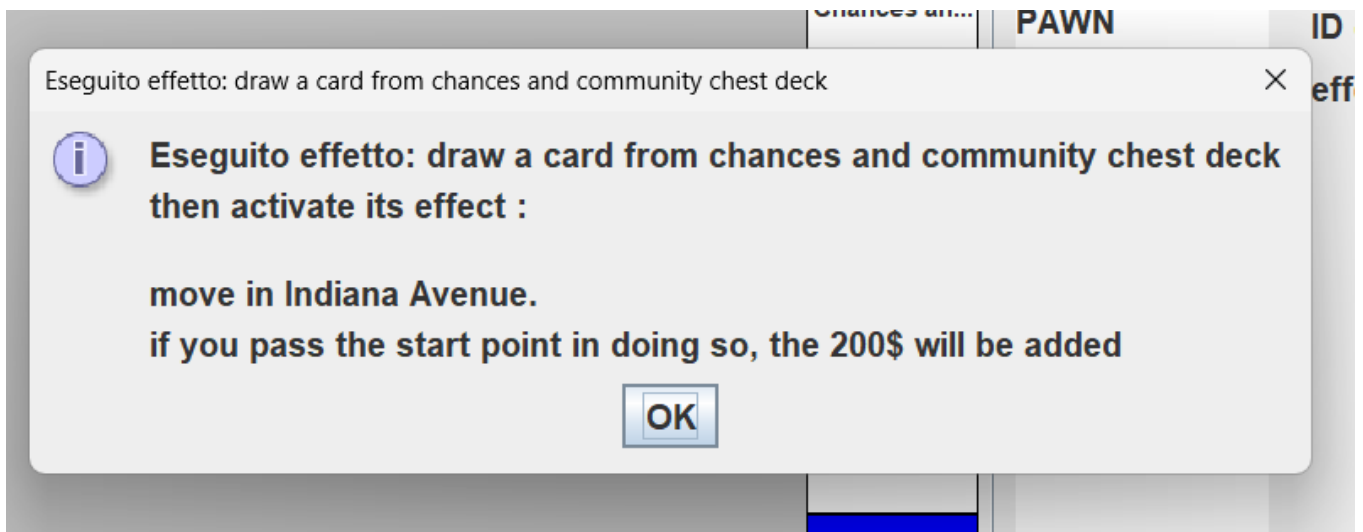 PAWN
ID
Eseguito effetto: draw a card from chances and community chest deck
Eseguito effetto: draw a card from chances and community chest deck
then activate its effect :
move in Indiana Avenue.
if you pass the start point in doing so, the 200$ will be added
OK